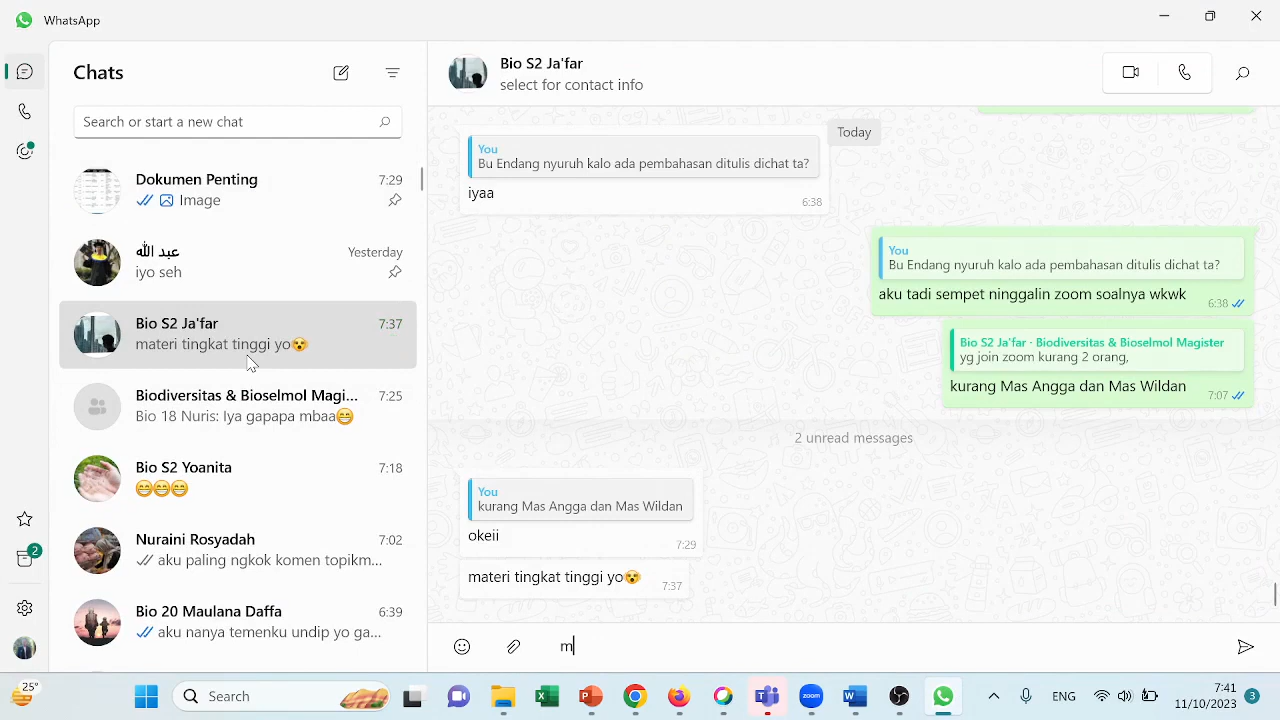 WhatsApp
Chats
Search or start a new chat
Dokumen Penting 7:29
Image
عبد الله Yesterday
iyo seh
Bio S2 Ja'far 7:37
materi tingkat tinggi yo😵
Biodiversitas & Bioselmol Magi... 7:25
Bio 18 Nuris: Iya gapapa mbaa😁
Bio S2 Yoanita 7:18
😁😁😁
Nuraini Rosyadah 7:02
aku paling ngkok komen topikm...
Bio 20 Maulana Daffa 6:39
aku nanya temenku undip yo ga...
2
Bio S2 Ja'far
select for contact info
Today
You
Bu Endang nyuruh kalo ada pembahasan ditulis dichat ta?
iyaa
6:38
You
Bu Endang nyuruh kalo ada pembahasan ditulis dichat ta?
aku tadi sempet ninggalin zoom soalnya wkwk
6:38
Bio S2 Ja'far · Biodiversitas & Bioselmol Magister
yg join zoom kurang 2 orang,
kurang Mas Angga dan Mas Wildan
7:07
2 unread messages
You
kurang Mas Angga dan Mas Wildan
okeii
7:29
materi tingkat tinggi yo😵
7:37
m
25°
Search
zoom
ENG
7:41
11/20/2023
3